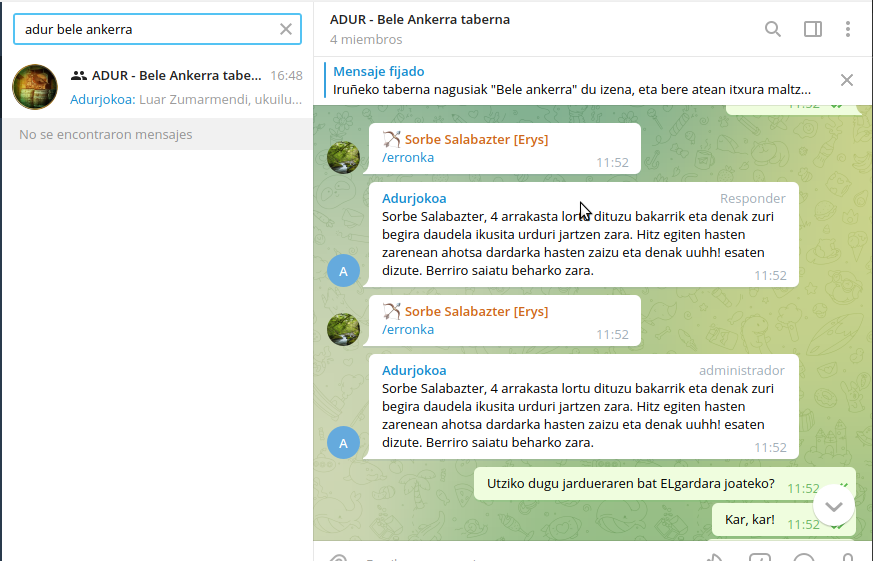 adur bele ankerra
ADUR - Bele Ankerra tabe... 16:48
Adurjokoa: Luar Zumarmendi, ukuilu...
No se encontraron mensajes
ADUR - Bele Ankerra taberna
4 miembros
Mensaje fijado
Iruñeko taberna nagusiak "Bele ankerra" du izena, eta bere atean itxura maltz...
11:52
Sorbe Salabazter [Erys]
/erronka
11:52
Adurjokoa Responder
Sorbe Salabazter, 4 arrakasta lortu dituzu bakarrik eta denak zuri
begira daudela ikusita urduri jartzen zara. Hitz egiten hasten
zarenean ahotsa dardarka hasten zaizu eta denak uuhh! esaten
dizute. Berriro saiatu beharko zara.
A
11:52
Sorbe Salabazter [Erys]
/erronka
11:52
Adurjokoa administrador
Sorbe Salabazter, 4 arrakasta lortu dituzu bakarrik eta denak zuri
begira daudela ikusita urduri jartzen zara. Hitz egiten hasten
zarenean ahotsa dardarka hasten zaizu eta denak uuhh! esaten
dizute. Berriro saiatu beharko zara.
A
11:52
Utziko dugu jardueraren bat ELgardara joateko? 11:52
Kar, kar! 11:52